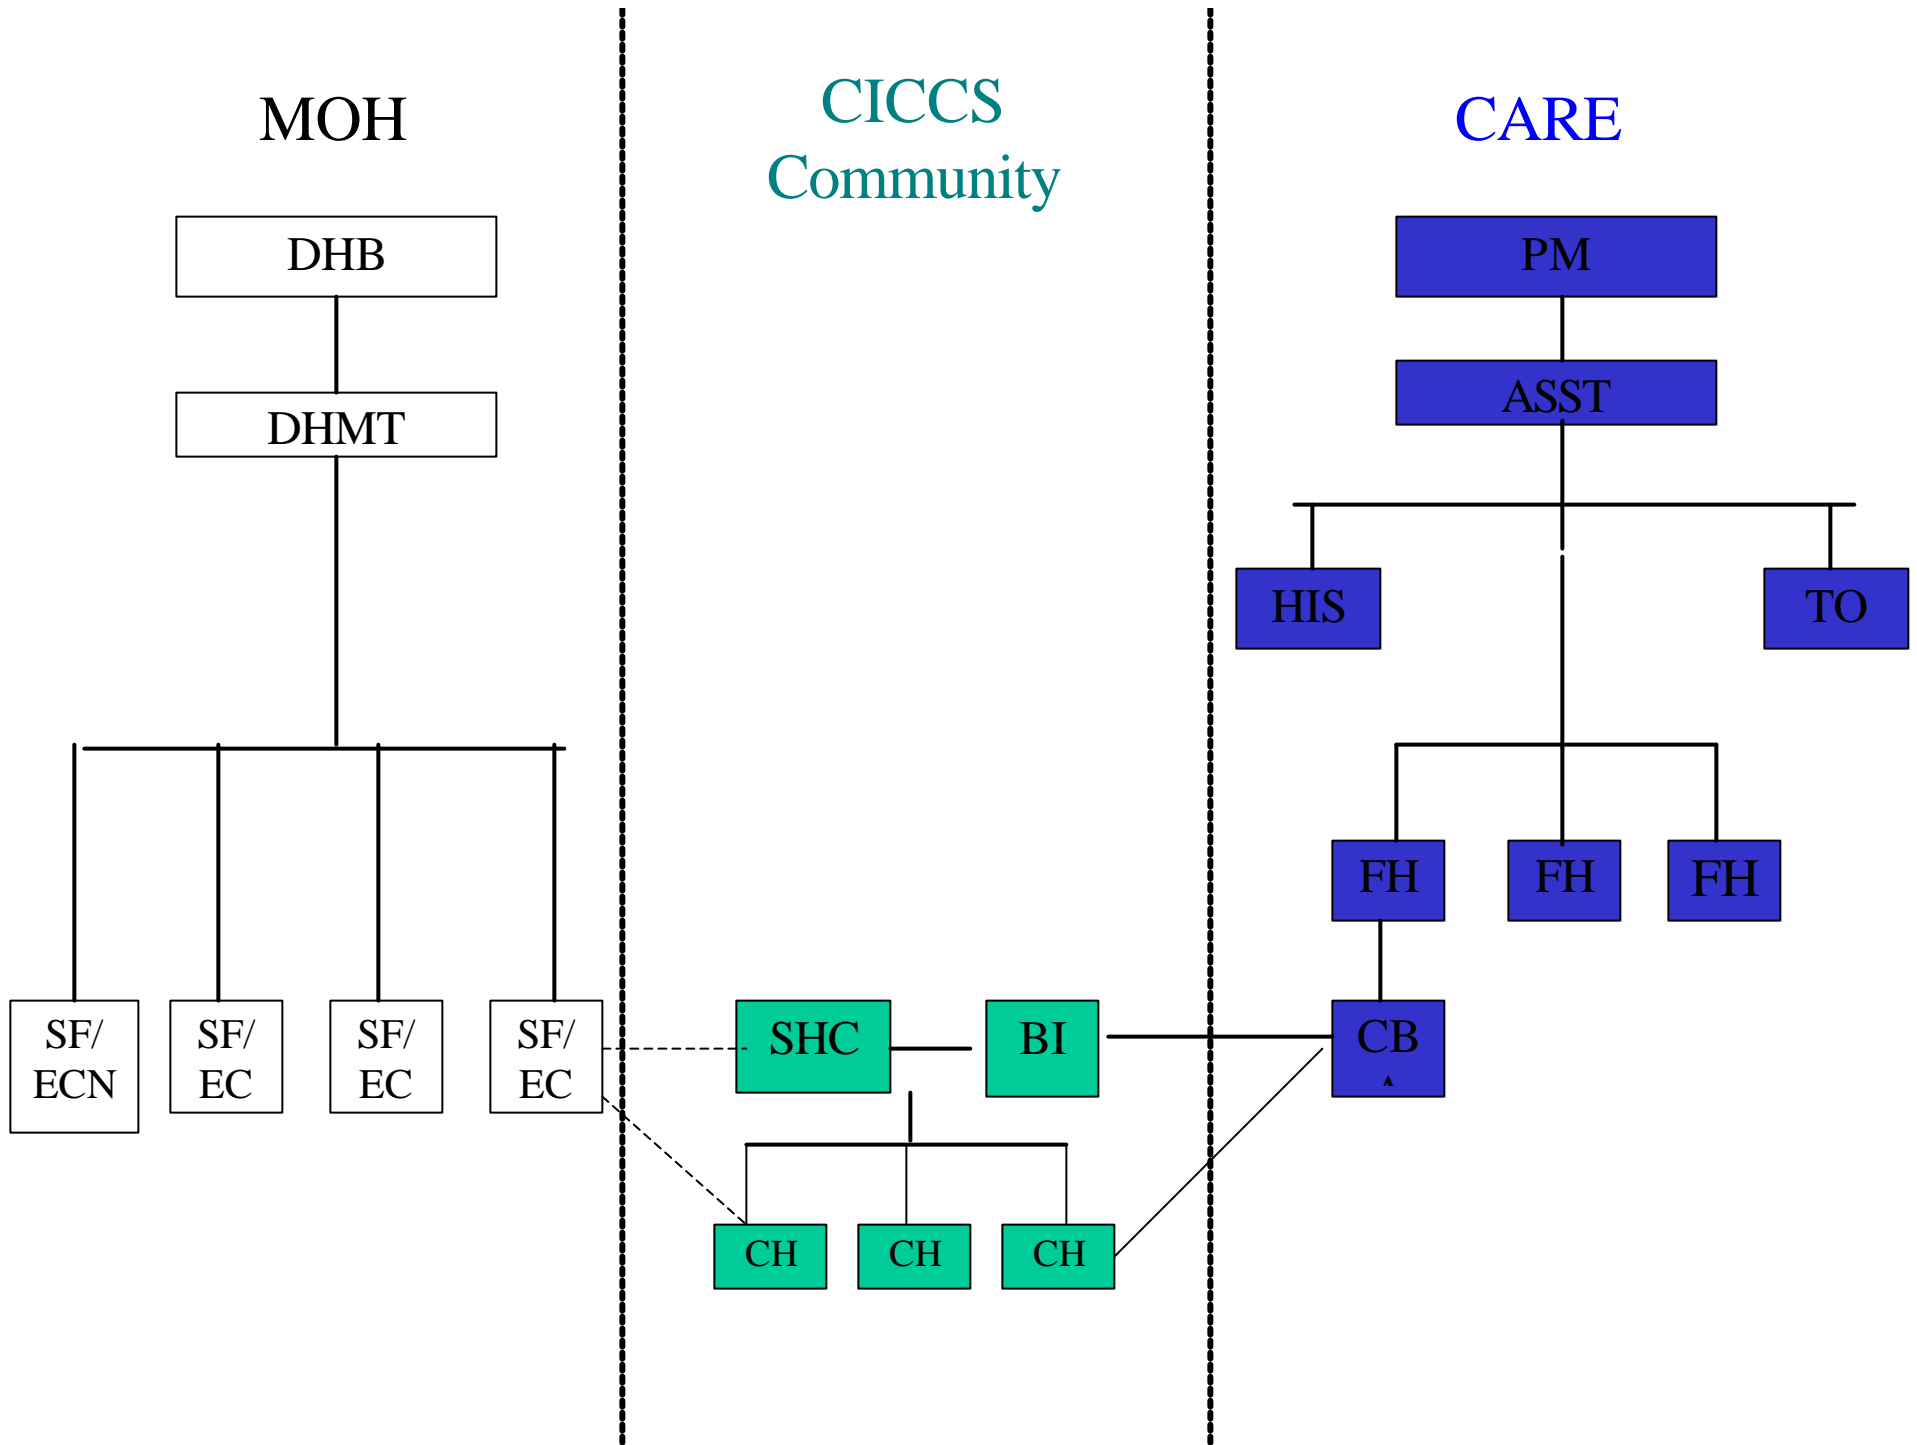 MOH
CICCS
Community
CARE
DHB
PM
DHMT
ASST
HIS
TO
FH
FH
FH
SF/
ECN
SF/
EC
SF/
EC
SF/
EC
SHC
BI
CB
A
CH
CH
CH